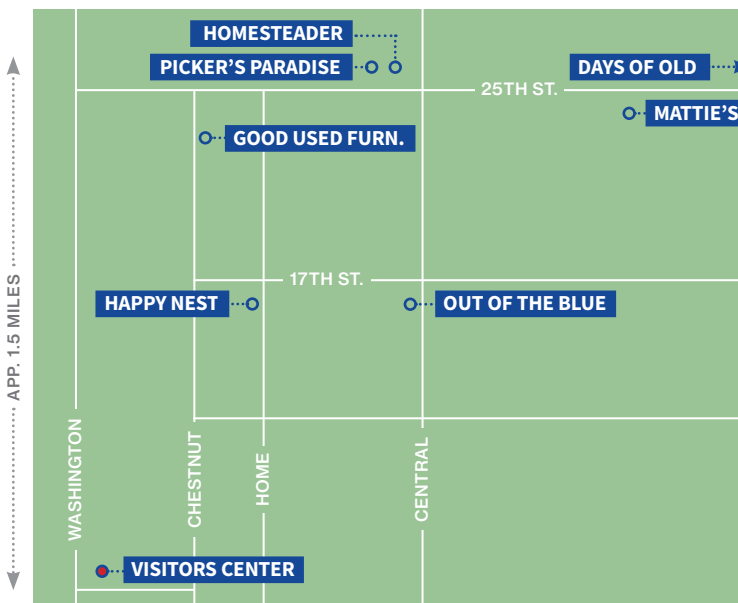 HOMESTEADER
PICKER'S PARADISE
DAYS OF OLD
25TH ST.
MATTIE'S
GOOD USED FURN.
17TH ST.
HAPPY NEST
OUT OF THE BLUE
APP. 1.5 MILES
WASHINGTON
CHESTNUT
HOME
CENTRAL
VISITORS CENTER